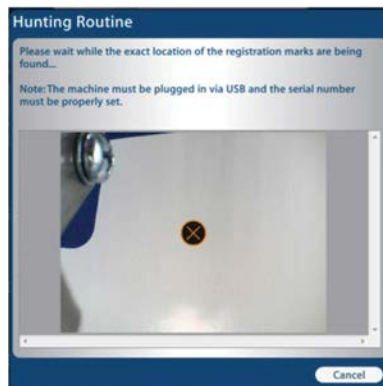 Hunting Routine
Please wait while the exact location of the registration marks are being
found...
Note: The machine must be plugged in via USB and the serial number
must be properly set.
Cancel